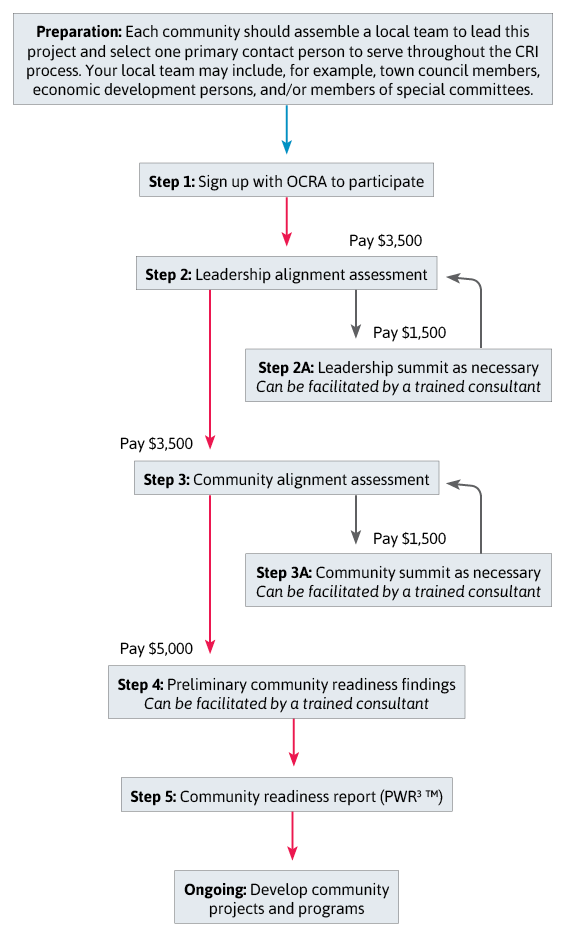 Preparation: Each community should assemble a local team to lead this
project and select one primary contact person to serve throughout the CRI
process. Your local team may include, for example, town council members,
economic development persons, and/or members of special committees.
Step 1: Sign up with OCRA to participate
Pay $3,500
Step 2: Leadership alignment assessment
Pay $1,500
Step 2A: Leadership summit as necessary
Can be facilitated by a trained consultant
Pay $3,500
Step 3: Community alignment assessment
Pay $1,500
Step 3A: Community summit as necessary
Can be facilitated by a trained consultant
Pay $5,000
Step 4: Preliminary community readiness findings
Can be facilitated by a trained consultant
Step 5: Community readiness report (PWR³ ™)
Ongoing: Develop community
projects and programs